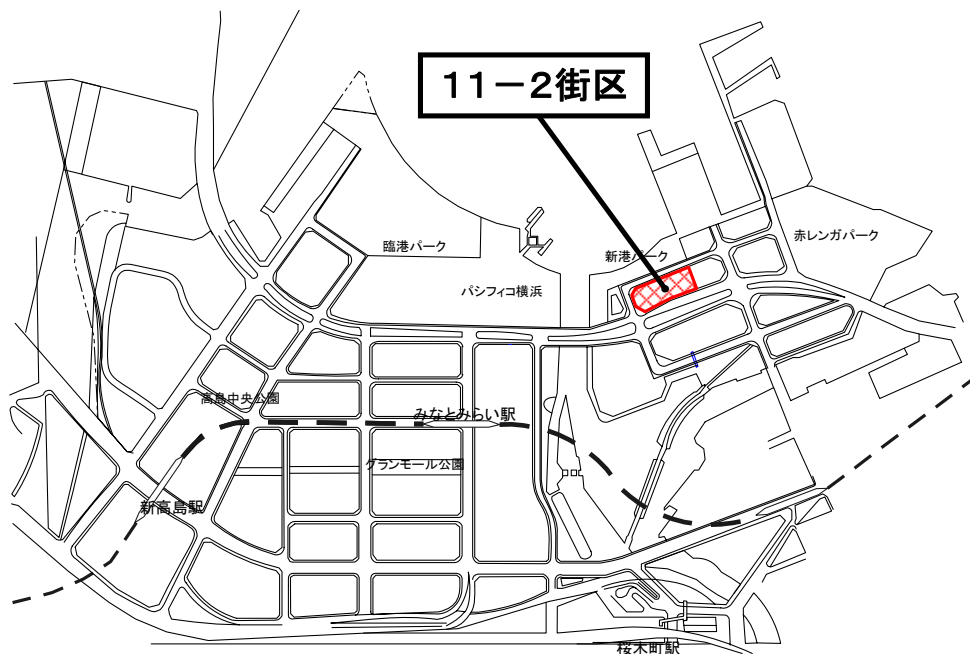 11－2街区
赤レンガパーク
臨港パーク
新港パーク
パシフィコ横浜
高島中央公園
みなとみらい駅
グランモール公園
新高島駅
桜木町駅